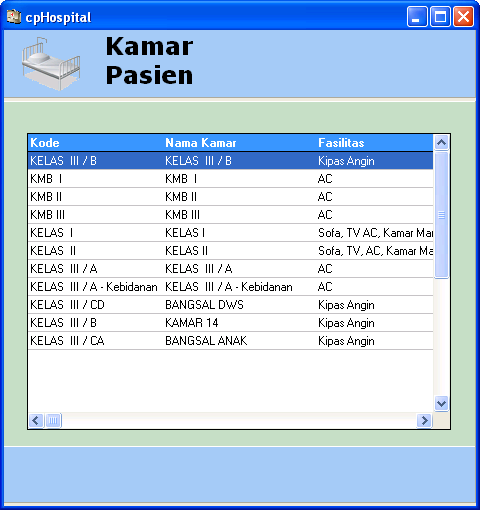 cpHospital
Kamar
Pasien
Kode Nama Kamar Fasilitas
KELAS III / B KELAS III / B Kipas Angin
KMB I KMB I AC
KMB II KMB II AC
KMB III KMB III AC
KELAS I KELAS I Sofa, TV AC, Kamar Mar
KELAS II KELAS II Sofa, TV, AC, Kamar Ma
KELAS III / A KELAS III / A AC
KELAS III / A - Kebidanan KELAS III / A - Kebidanan AC
KELAS III / CD BANGSAL DWS Kipas Angin
KELAS III / B KAMAR 14 Kipas Angin
KELAS III / CA BANGSAL ANAK Kipas Angin